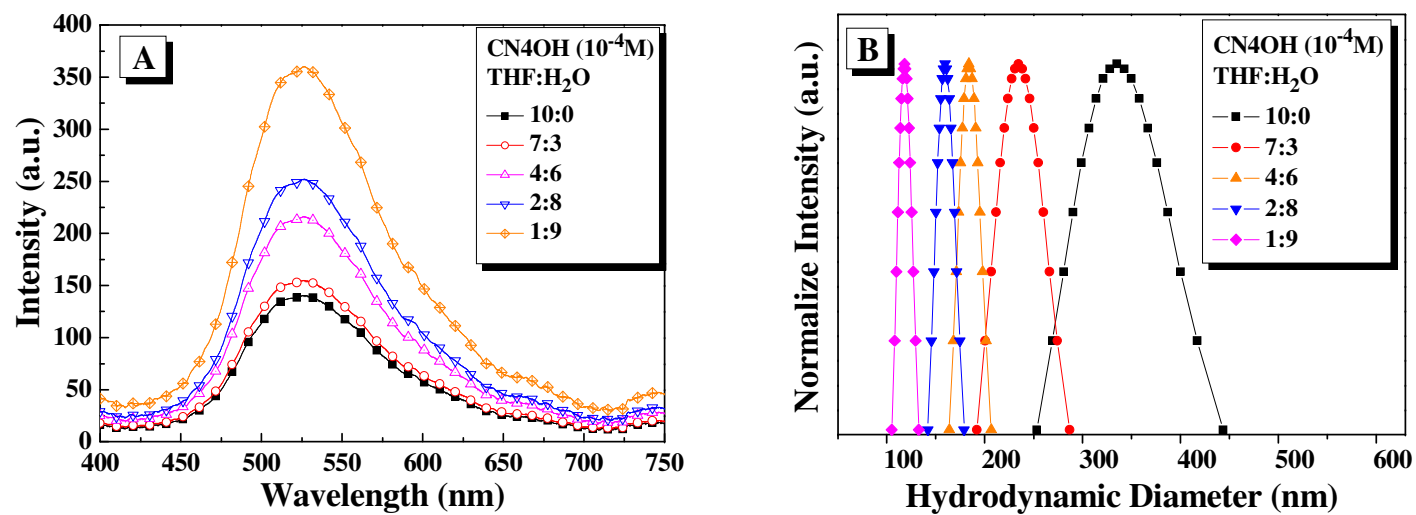 A
CN4OH (10⁻⁴M)
THF:H₂O
10:0
7:3
4:6
2:8
1:9
400
350
300
250
200
150
100
50
0
Intensity (a.u.)
400 450 500 550 600 650 700 750
Wavelength (nm)
B
CN4OH (10⁻⁴M)
THF:H₂O
10:0
7:3
4:6
2:8
1:9
Normalize Intensity (a.u.)
100 200 300 400 500 600
Hydrodynamic Diameter (nm)